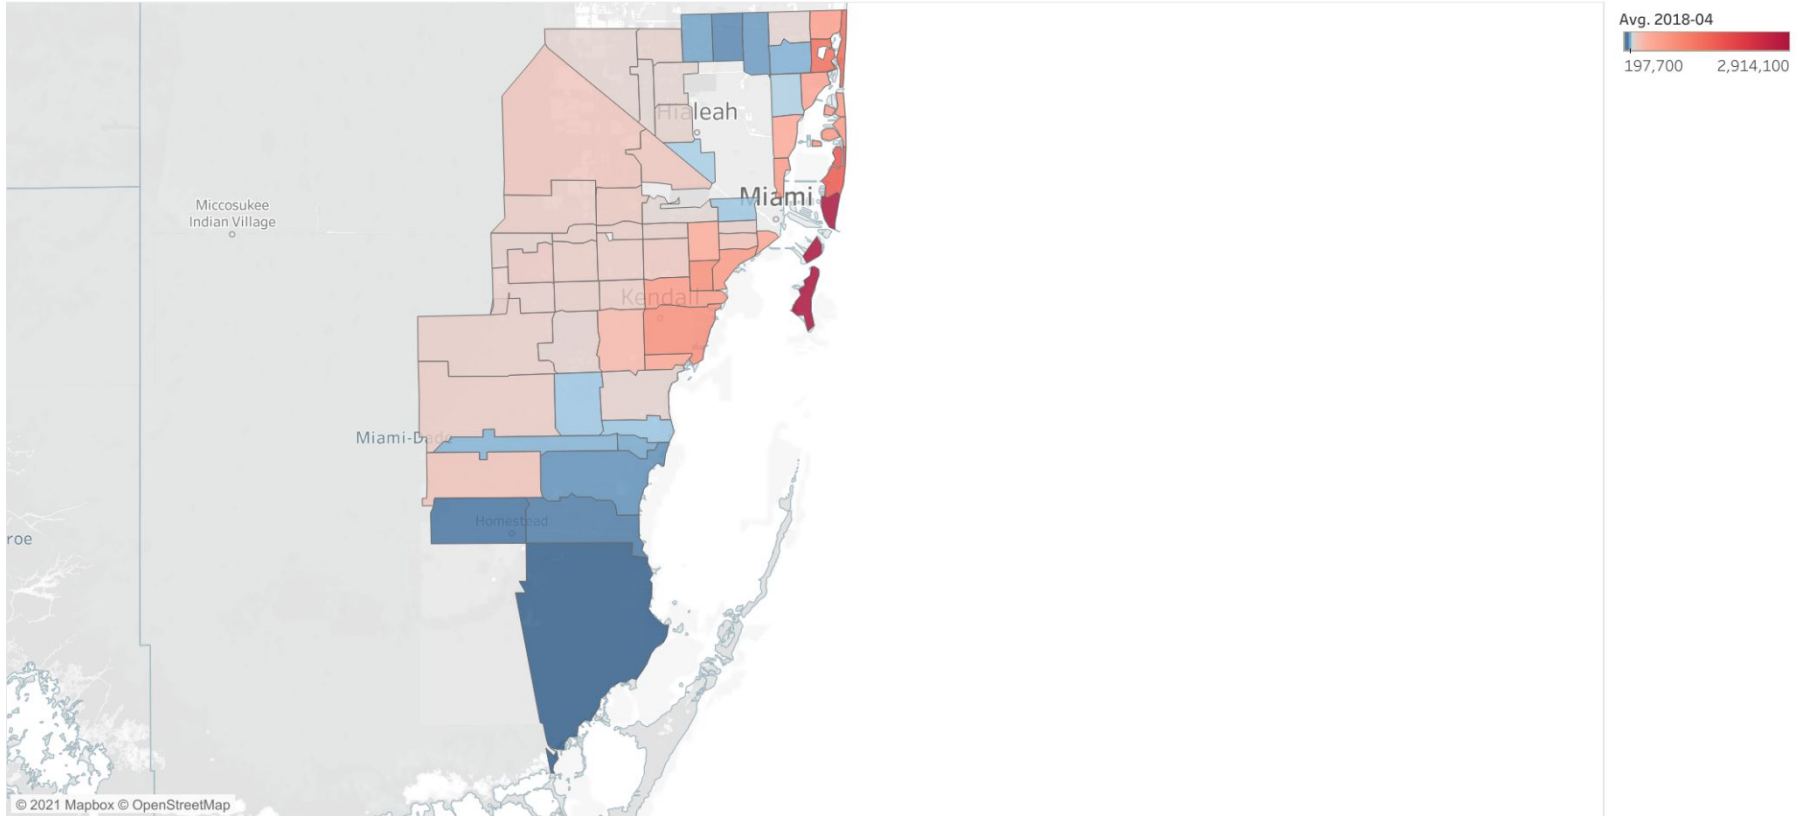 Avg. 2018-04
197,700 2,914,100
Hialeah
Miami
Miccosukee
Indian Village
Kendall
Miami-Dade
Homestead
roe
© 2021 Mapbox © OpenStreetMap